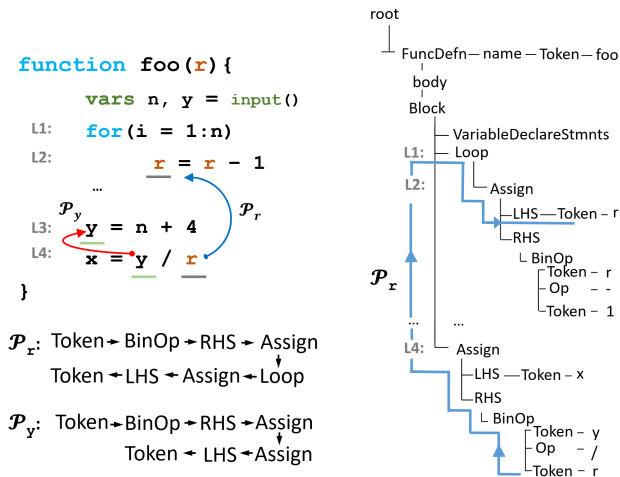 function foo(r){
vars n, y = input()
L1: for(i = 1:n)
L2: r = r - 1
…
𝒫y 𝒫r
L3: y = n + 4
L4: x = y / r
}
𝒫r: Token BinOp RHS Assign
Token LHS Assign Loop
𝒫y: Token BinOp RHS Assign
Token LHS Assign
root
FuncDefn name Token foo
body
Block
VariableDeclareStmnts
L1: Loop
L2: Assign
LHS Token - r
RHS
BinOp
Token - r
Op - -
Token - 1
𝒫r
… …
L4: Assign
LHS Token - x
RHS
BinOp
Token - y
Op - /
Token - r